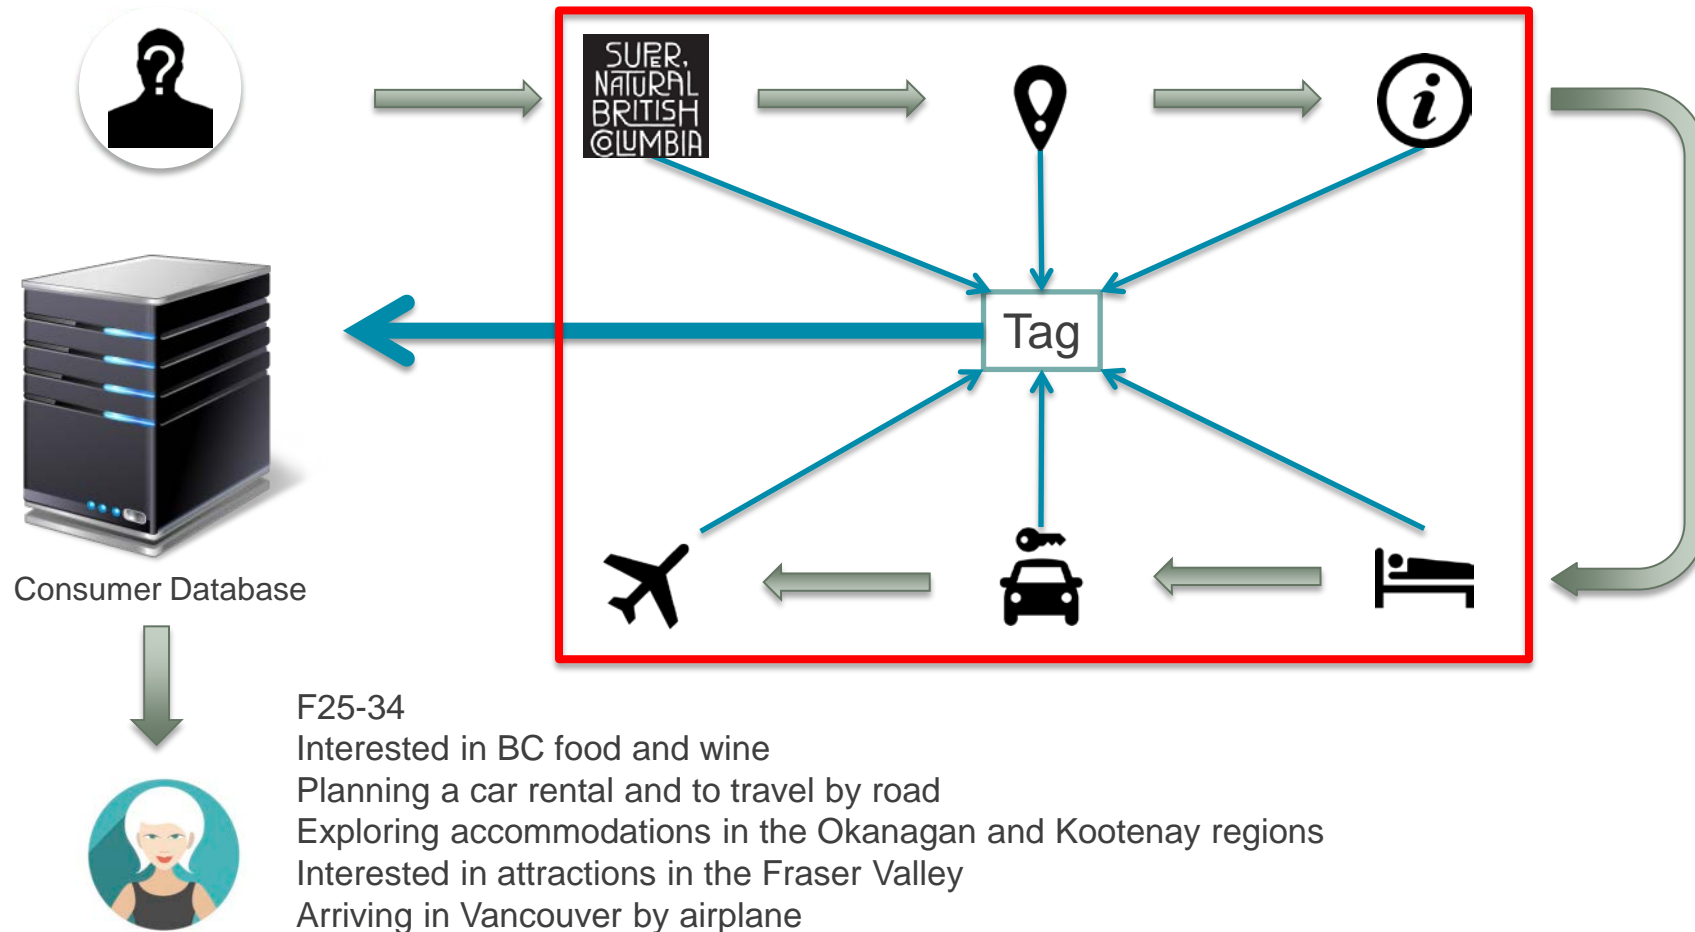 ?
SUPER,
NATURAL
BRITISH
COLUMBIA
i
Tag
Consumer Database
F25-34
Interested in BC food and wine
Planning a car rental and to travel by road
Exploring accommodations in the Okanagan and Kootenay regions
Interested in attractions in the Fraser Valley
Arriving in Vancouver by airplane